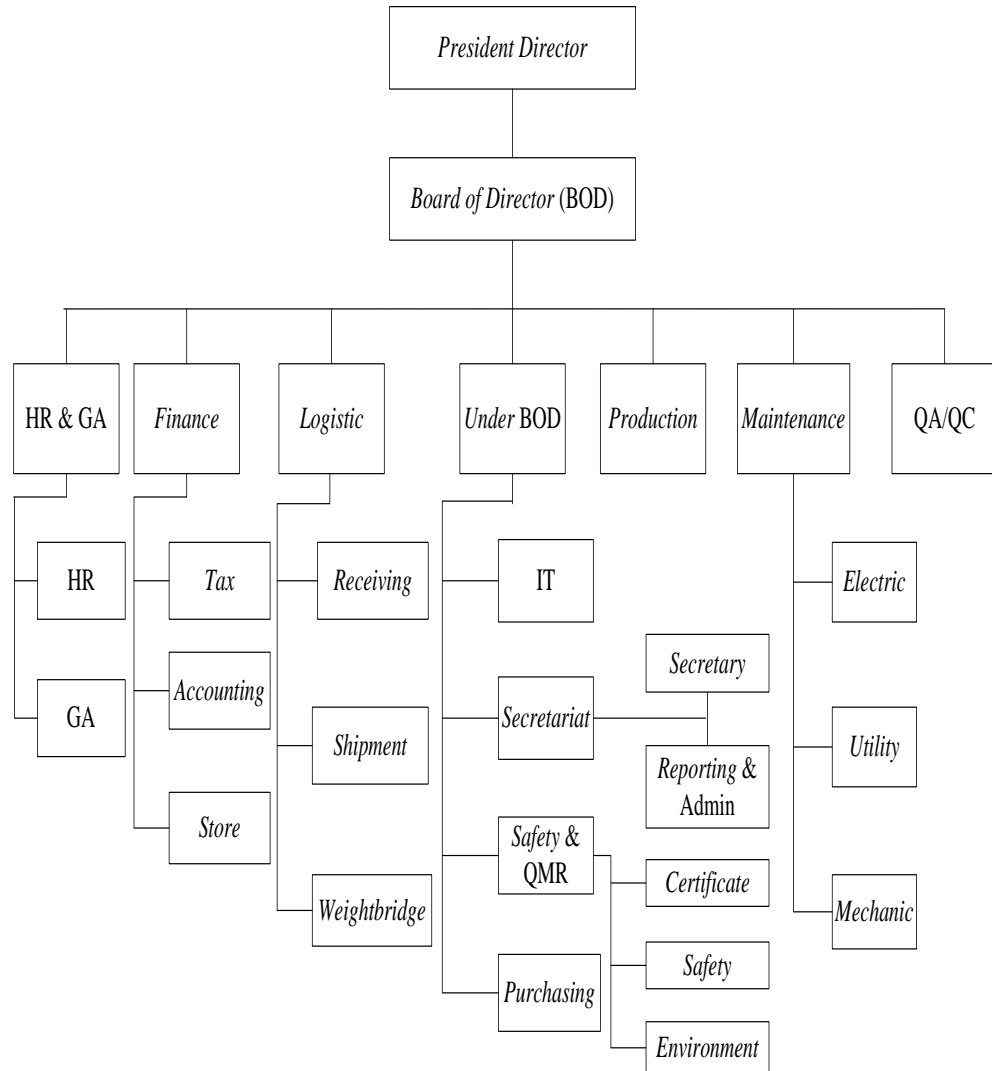 President Director
Board of Director (BOD)
HR & GA
Finance
Logistic
Under BOD
Production
Maintenance
QA/QC
HR
Tax
Receiving
IT
Electric
Secretary
GA
Accounting
Shipment
Secretariat
Reporting &
Admin
Utility
Store
Safety &
QMR
Certificate
Weightbridge
Mechanic
Safety
Purchasing
Environment